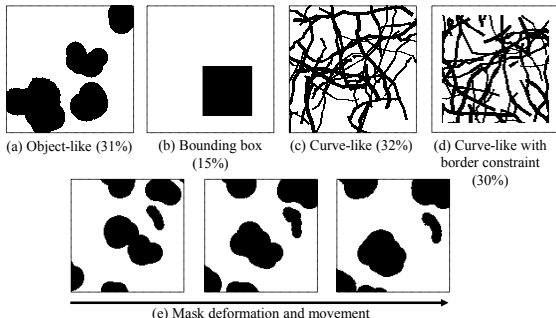 (a) Object-like (31%)
(b) Bounding box
(15%)
(c) Curve-like (32%)
(d) Curve-like with
border constraint
(30%)
(e) Mask deformation and movement